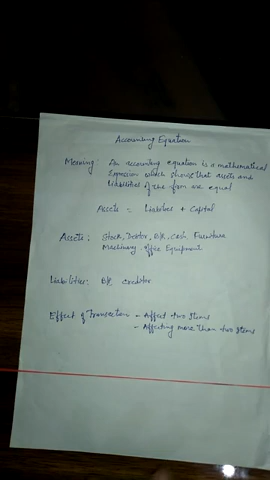 Accounting Equation
Meaning: An accounting equation is a mathematical
Expression which shows that assets and
liabilities of the firm are equal
Assets = Liabilities + Capital
Assets: Stock, Debtor, B/R, Cash Furniture
Machinery, office Equipment
Liabilities: B/P, creditor
Effect of Transaction - Affect two Items
- Affecting more than two Items